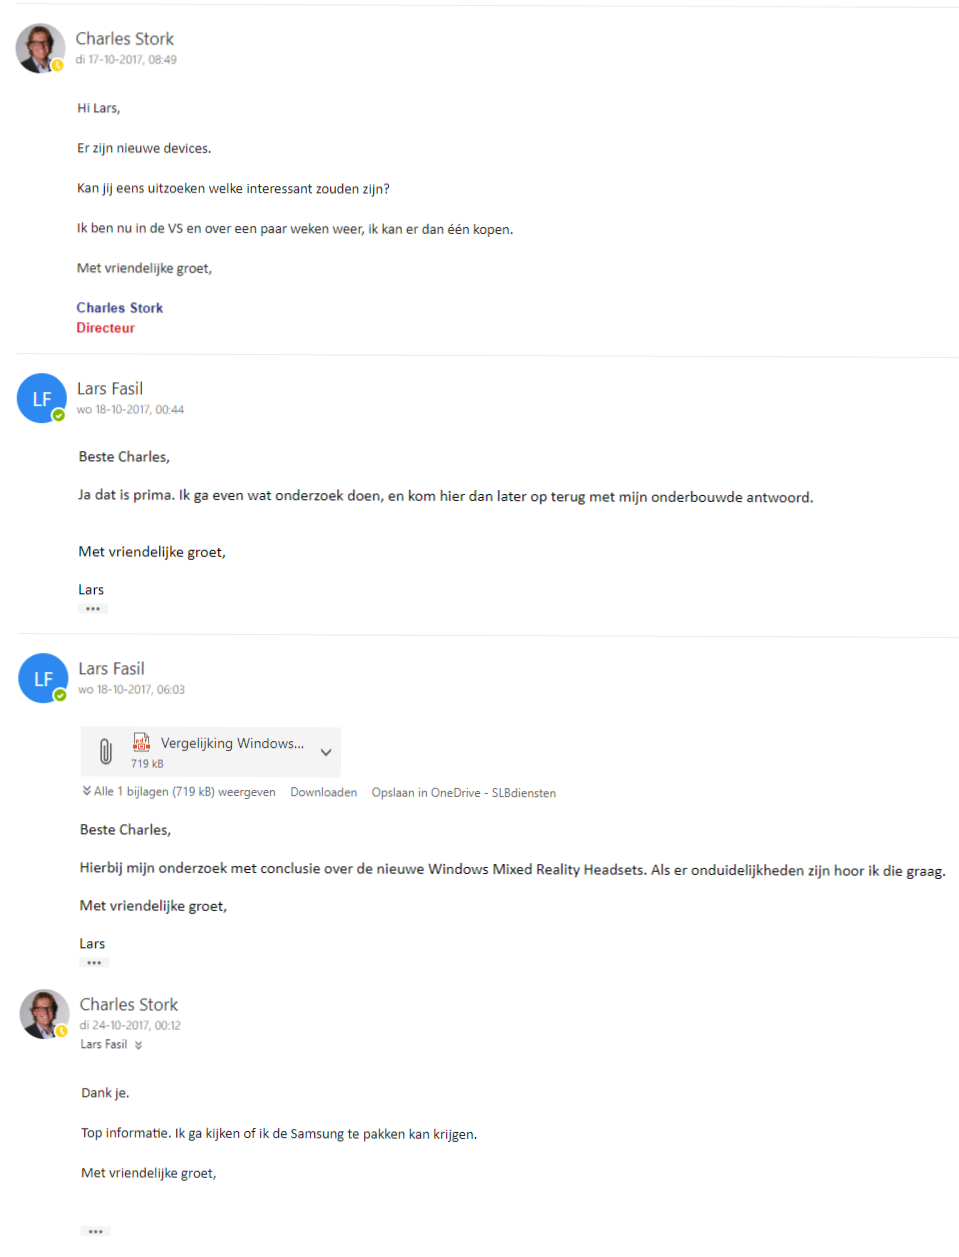 Charles Stork
di 17-10-2017, 08:49
Hi Lars,
Er zijn nieuwe devices.
Kan jij eens uitzoeken welke interessant zouden zijn?
Ik ben nu in de VS en over een paar weken weer, ik kan er dan één kopen.
Met vriendelijke groet,
Charles Stork
Directeur
LF
Lars Fasil
wo 18-10-2017, 00:44
Beste Charles,
Ja dat is prima. Ik ga even wat onderzoek doen, en kom hier dan later op terug met mijn onderbouwde antwoord.
Met vriendelijke groet,
Lars
•••
LF
Lars Fasil
wo 18-10-2017, 06:03
pdf
Vergelijking Windows...
719 kB
Alle 1 bijlagen (719 kB) weergeven Downloaden Opslaan in OneDrive - SLBdiensten
Beste Charles,
Hierbij mijn onderzoek met conclusie over de nieuwe Windows Mixed Reality Headsets. Als er onduidelijkheden zijn hoor ik die graag.
Met vriendelijke groet,
Lars
•••
Charles Stork
di 24-10-2017, 00:12
Lars Fasil
Dank je.
Top informatie. Ik ga kijken of ik de Samsung te pakken kan krijgen.
Met vriendelijke groet,
•••